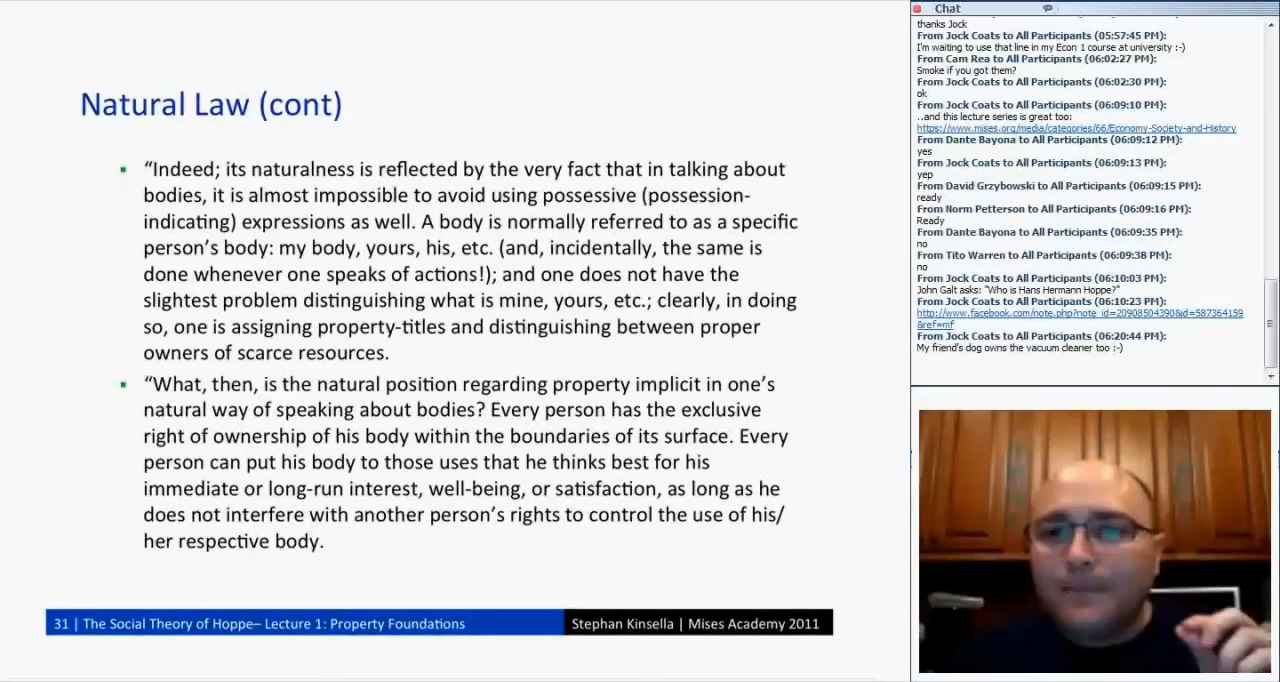 Natural Law (cont)
“Indeed; its naturalness is reflected by the very fact that in talking about
bodies, it is almost impossible to avoid using possessive (possession-
indicating) expressions as well. A body is normally referred to as a specific
person’s body: my body, yours, his, etc. (and, incidentally, the same is
done whenever one speaks of actions!); and one does not have the
slightest problem distinguishing what is mine, yours, etc.; clearly, in doing
so, one is assigning property-titles and distinguishing between proper
owners of scarce resources.
“What, then, is the natural position regarding property implicit in one’s
natural way of speaking about bodies? Every person has the exclusive
right of ownership of his body within the boundaries of its surface. Every
person can put his body to those uses that he thinks best for his
immediate or long-run interest, well-being, or satisfaction, as long as he
does not interfere with another person’s rights to control the use of his/
her respective body.
31 | The Social Theory of Hoppe– Lecture 1: Property Foundations
Stephan Kinsella | Mises Academy 2011
Chat
thanks Jock
From Jock Coats to All Participants (05:57:45 PM):
I'm waiting to use that line in my Econ 1 course at university :-)
From Cam Rea to All Participants (06:02:27 PM):
Smoke if you got them?
From Jock Coats to All Participants (06:02:30 PM):
ok
From Jock Coats to All Participants (06:09:10 PM):
..and this lecture series is great too:
https://www.mises.org/media/categories/66/Economy-Society-and-History
From Dante Bayona to All Participants (06:09:12 PM):
yes
From Jock Coats to All Participants (06:09:13 PM):
yep
From David Grzybowski to All Participants (06:09:15 PM):
ready
From Norm Petterson to All Participants (06:09:16 PM):
Ready
From Dante Bayona to All Participants (06:09:35 PM):
no
From Tito Warren to All Participants (06:09:38 PM):
no
From Jock Coats to All Participants (06:10:03 PM):
John Galt asks: "Who is Hans Hermann Hoppe?"
From Jock Coats to All Participants (06:10:23 PM):
http://www.facebook.com/note.php?note_id=20908504390&id=587364159
&ref=mf
From Jock Coats to All Participants (06:20:44 PM):
My friend's dog owns the vacuum cleaner too :-)